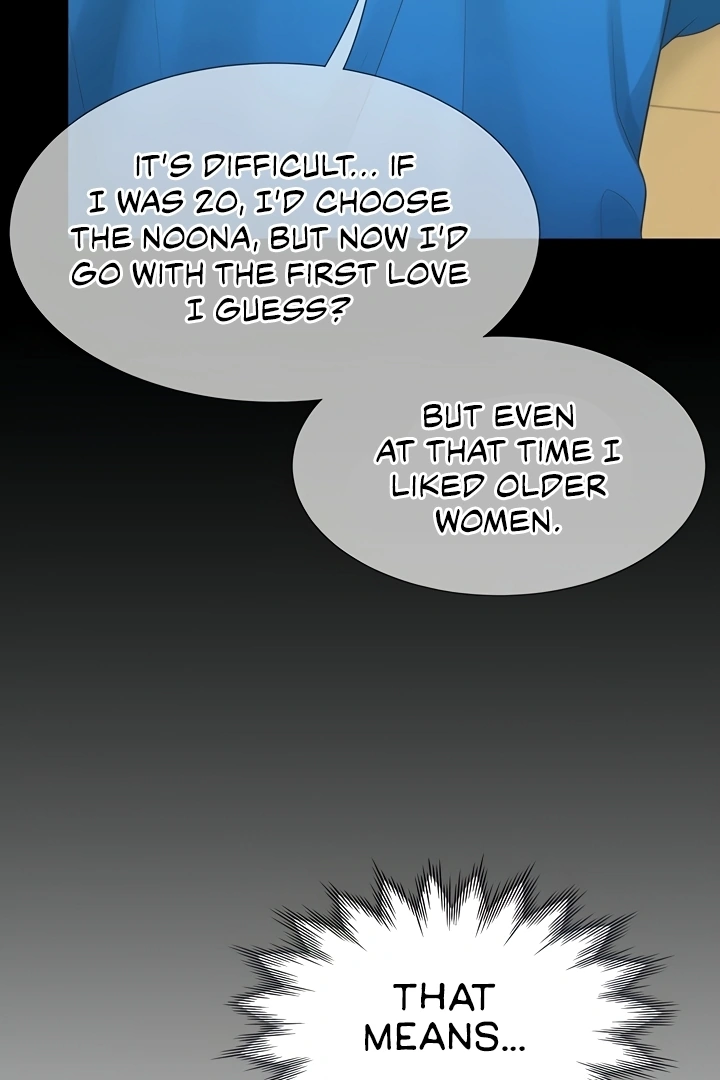 IT'S DIFFICULT... IF
I WAS 20, I'D CHOOSE
THE NOONA, BUT NOW I'D
GO WITH THE FIRST LOVE
I GUESS?
BUT EVEN
AT THAT TIME I
LIKED OLDER
WOMEN.
THAT
MEANS...